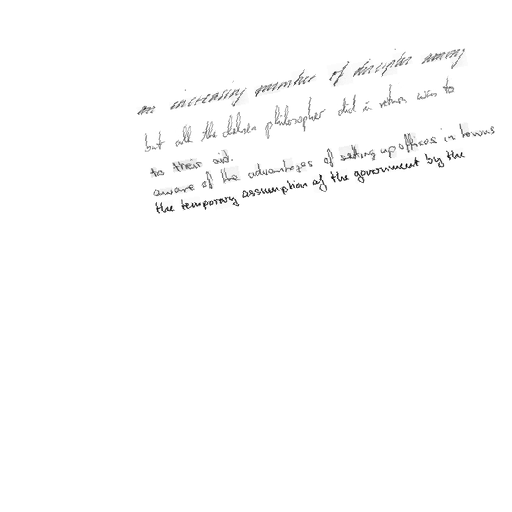 an increasing number of disciples among
but all the chelsea philosopher did in return was to
to their aid.
aware of the advantages of setting up offices in towns
the temporary assumption of the government by the